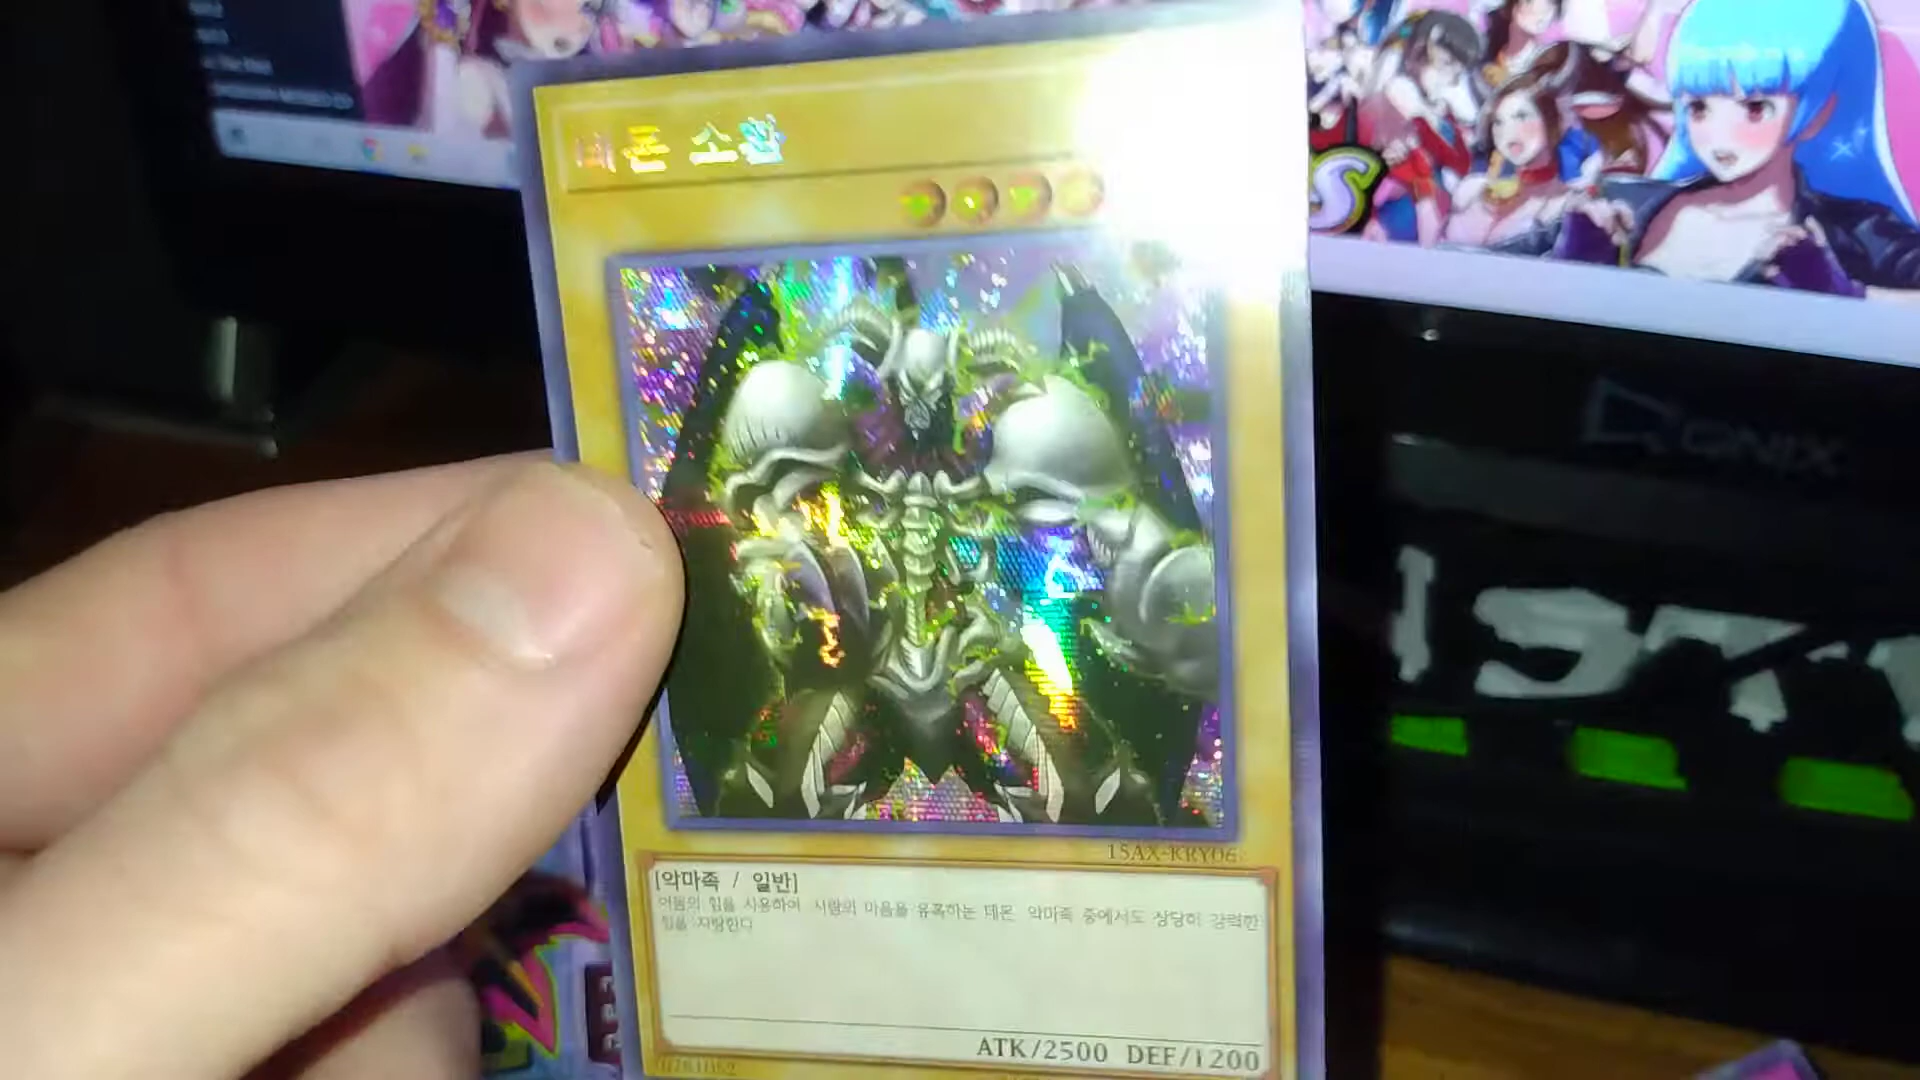 데몬 소환
15AX-KRY06
[악마족 / 일반]
어둠의 힘을 사용하여 사람의 마음을 유혹하는 데몬. 악마족 중에서도 상당히 강력한
힘을 자랑한다.
ATK/2500 DEF/1200
QNIX